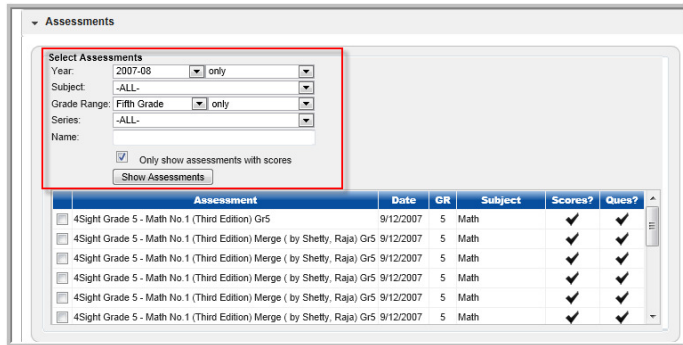 Assessments
Select Assessments
Year: 2007-08 only
Subject: -ALL-
Grade Range: Fifth Grade only
Series: -ALL-
Name:
Only show assessments with scores
Show Assessments
Assessment Date GR Subject Scores? Ques?
4Sight Grade 5 - Math No.1 (Third Edition) Gr5 9/12/2007 5 Math
4Sight Grade 5 - Math No.1 (Third Edition) Merge ( by Shetty, Raja) Gr5 9/12/2007 5 Math
4Sight Grade 5 - Math No.1 (Third Edition) Merge ( by Shetty, Raja) Gr5 9/12/2007 5 Math
4Sight Grade 5 - Math No.1 (Third Edition) Merge ( by Shetty, Raja) Gr5 9/12/2007 5 Math
4Sight Grade 5 - Math No.1 (Third Edition) Merge ( by Shetty, Raja) Gr5 9/12/2007 5 Math
4Sight Grade 5 - Math No.1 (Third Edition) Merge ( by Shetty, Raja) Gr5 9/12/2007 5 Math